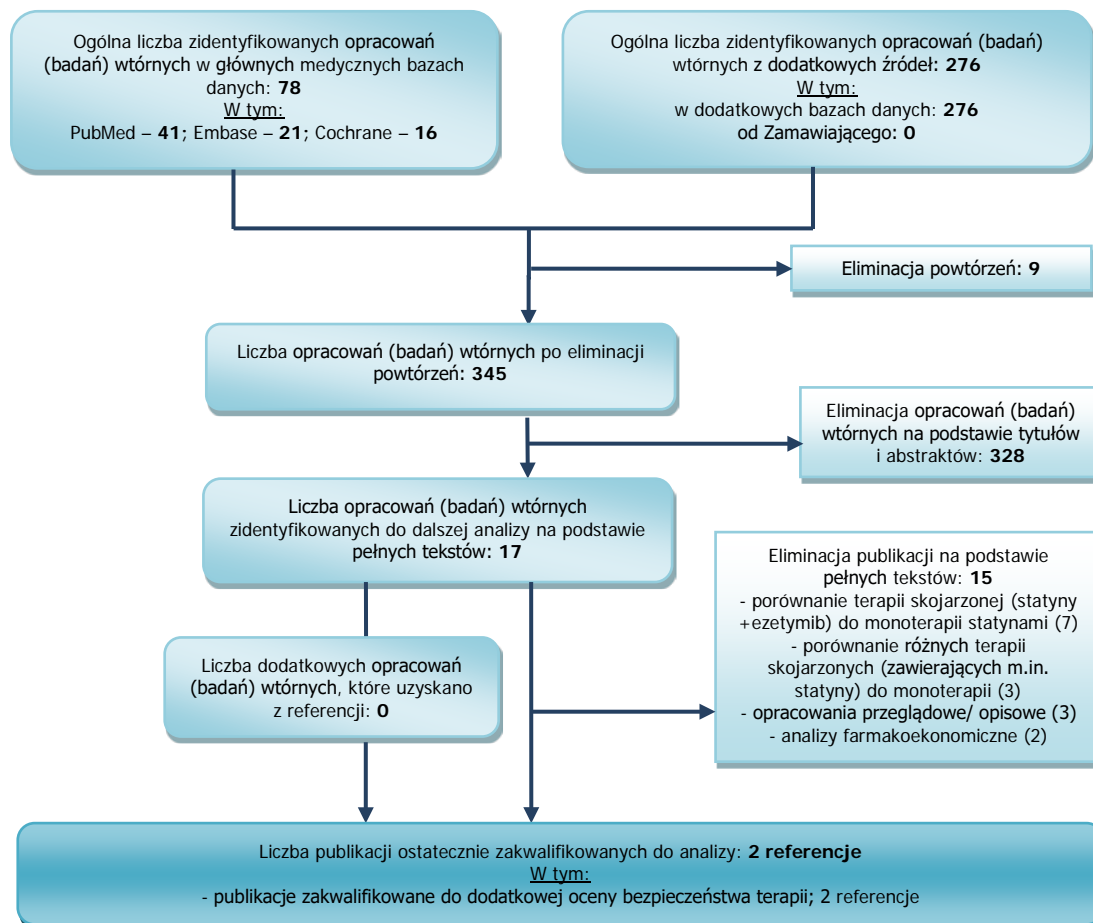 Ogólna liczba zidentyfikowanych opracowań
(badań) wtórnych w głównych medycznych bazach
danych: 78
W tym:
PubMed – 41; Embase – 21; Cochrane – 16
Ogólna liczba zidentyfikowanych opracowań (badań)
wtórnych z dodatkowych źródeł: 276
W tym:
w dodatkowych bazach danych: 276
od Zamawiającego: 0
Eliminacja powtórzeń: 9
Liczba opracowań (badań) wtórnych po eliminacji
powtórzeń: 345
Eliminacja opracowań (badań)
wtórnych na podstawie tytułów
i abstraktów: 328
Liczba opracowań (badań) wtórnych
zidentyfikowanych do dalszej analizy na podstawie
pełnych tekstów: 17
Eliminacja publikacji na podstawie
pełnych tekstów: 15
- porównanie terapii skojarzonej (statyny
+ezetymib) do monoterapii statynami (7)
- porównanie różnych terapii
skojarzonych (zawierających m.in.
statyny) do monoterapii (3)
- opracowania przeglądowe/ opisowe (3)
- analizy farmakoekonomiczne (2)
Liczba dodatkowych opracowań
(badań) wtórnych, które uzyskano
z referencji: 0
Liczba publikacji ostatecznie zakwalifikowanych do analizy: 2 referencje
W tym:
- publikacje zakwalifikowane do dodatkowej oceny bezpieczeństwa terapii; 2 referencje